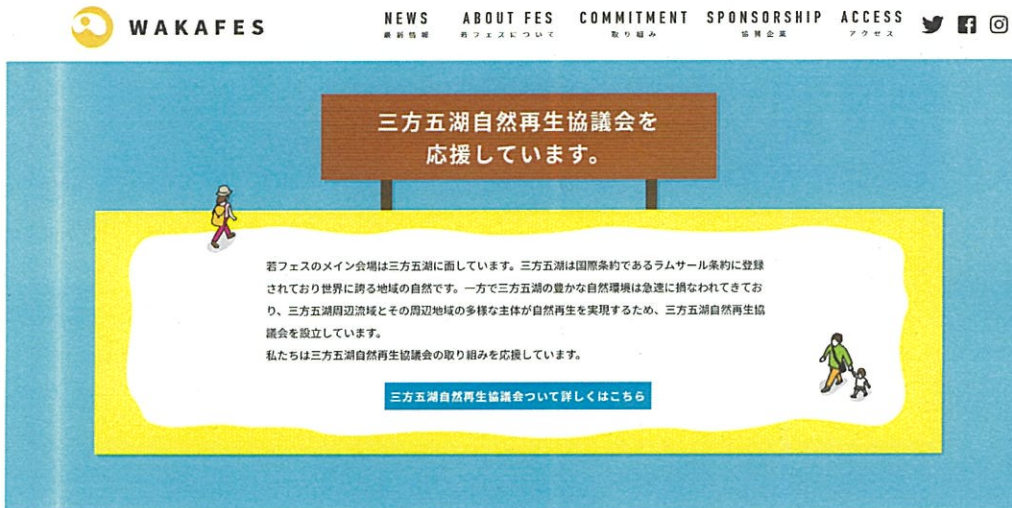 WAKAFES
NEWS
最新情報
ABOUT FES
若フェスについて
COMMITMENT
取り組み
SPONSORSHIP
協賛企業
ACCESS
アクセス
三方五湖自然再生協議会を
応援しています。
若フェスのメイン会場は三方五湖に面しています。三方五湖は国際条約であるラムサール条約に登録
されており世界に誇る地域の自然です。一方で三方五湖の豊かな自然環境は急速に損なわれてきてお
り、三方五湖周辺流域とその周辺地域の多様な主体が自然再生を実現するため、三方五湖自然再生協
議会を設立しています。
私たちは三方五湖自然再生協議会の取り組みを応援しています。
三方五湖自然再生協議会ついて詳しくはこちら